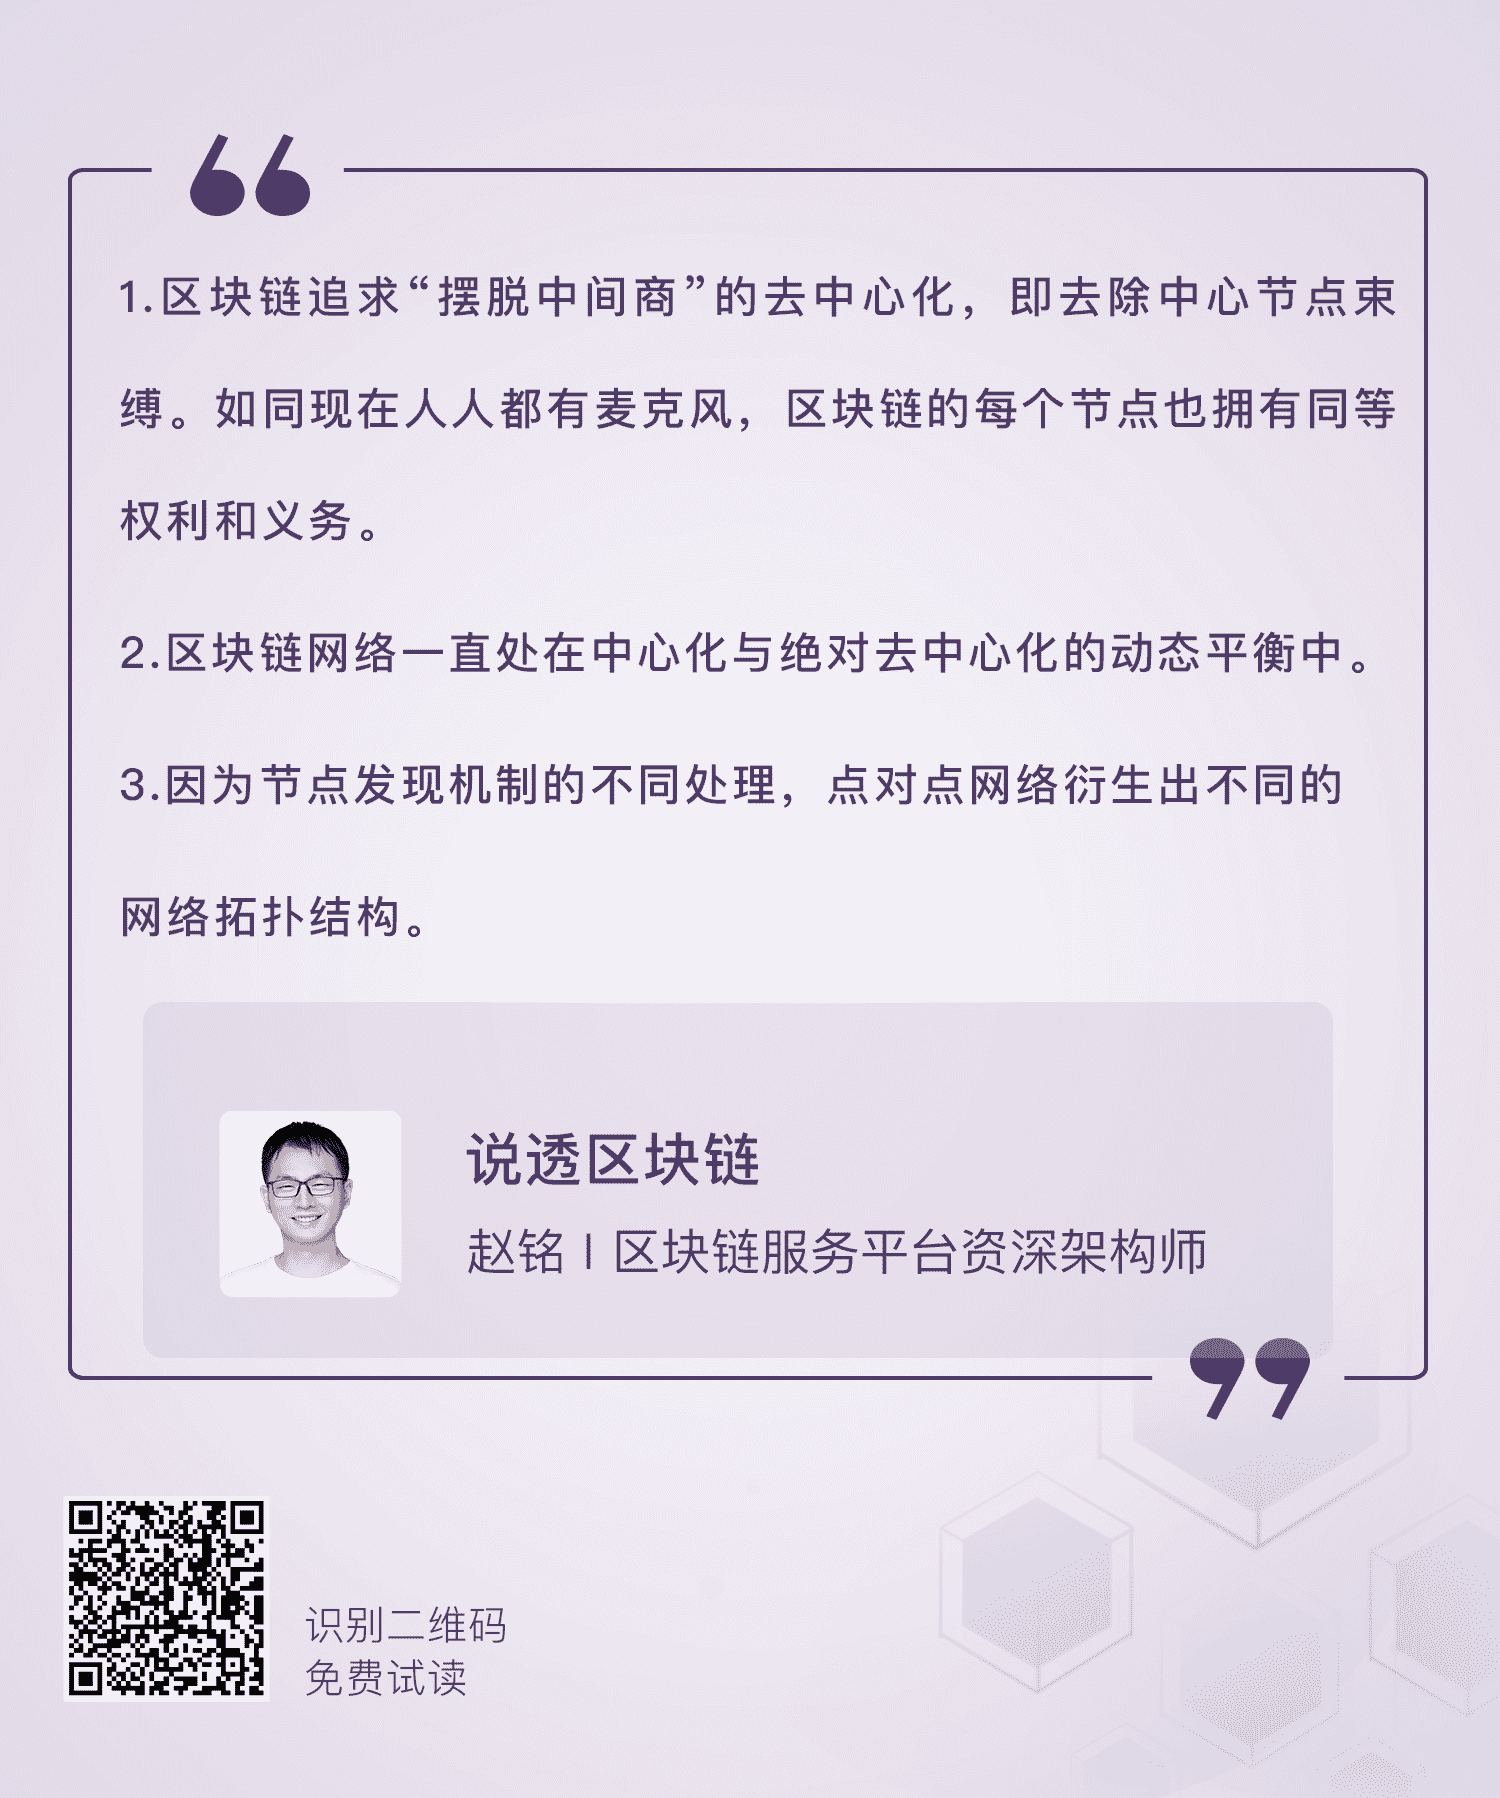 1.区块链追求“摆脱中间商”的去中心化，即去除中心节点束
缚。如同现在人人都有麦克风，区块链的每个节点也拥有同等
权利和义务。
2.区块链网络一直处在中心化与绝对去中心化的动态平衡中。
3.因为节点发现机制的不同处理，点对点网络衍生出不同的
网络拓扑结构。
说透区块链
赵铭 | 区块链服务平台资深架构师
识别二维码
免费试读